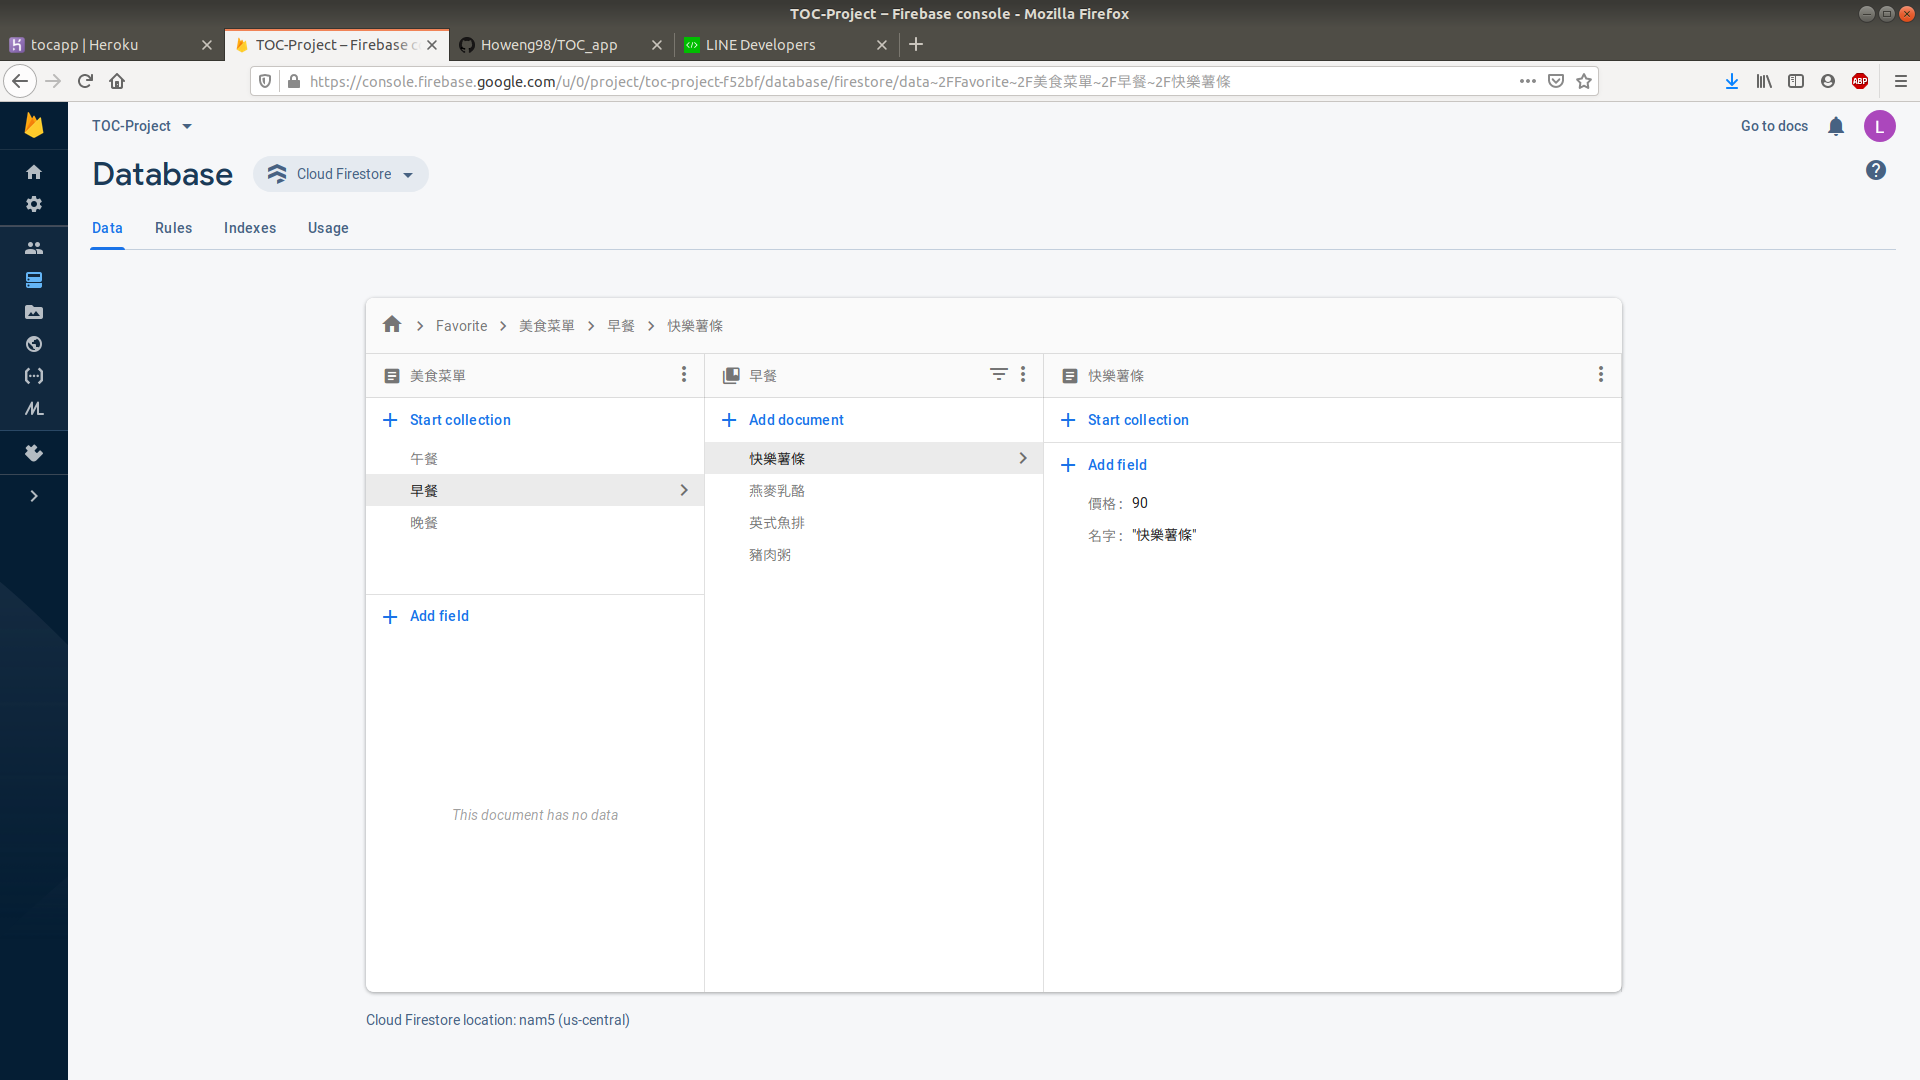 TOC-Project – Firebase console - Mozilla Firefox
tocapp | Heroku
TOC-Project – Firebase c
Howeng98/TOC_app
LINE Developers
https://console.firebase.google.com/u/0/project/toc-project-f52bf/database/firestore/data~2FFavorite~2F美食菜單~2F早餐~2F快樂薯條
ABP
TOC-Project
Go to docs
L
Database
Cloud Firestore
?
Data
Rules
Indexes
Usage
Favorite
美食菜單
早餐
快樂薯條
美食菜單
早餐
快樂薯條
Start collection
Add document
Start collection
午餐
快樂薯條
Add field
早餐
燕麥乳酪
價格: 90
晚餐
英式魚排
名字: "快樂薯條"
豬肉粥
Add field
This document has no data
Cloud Firestore location: nam5 (us-central)